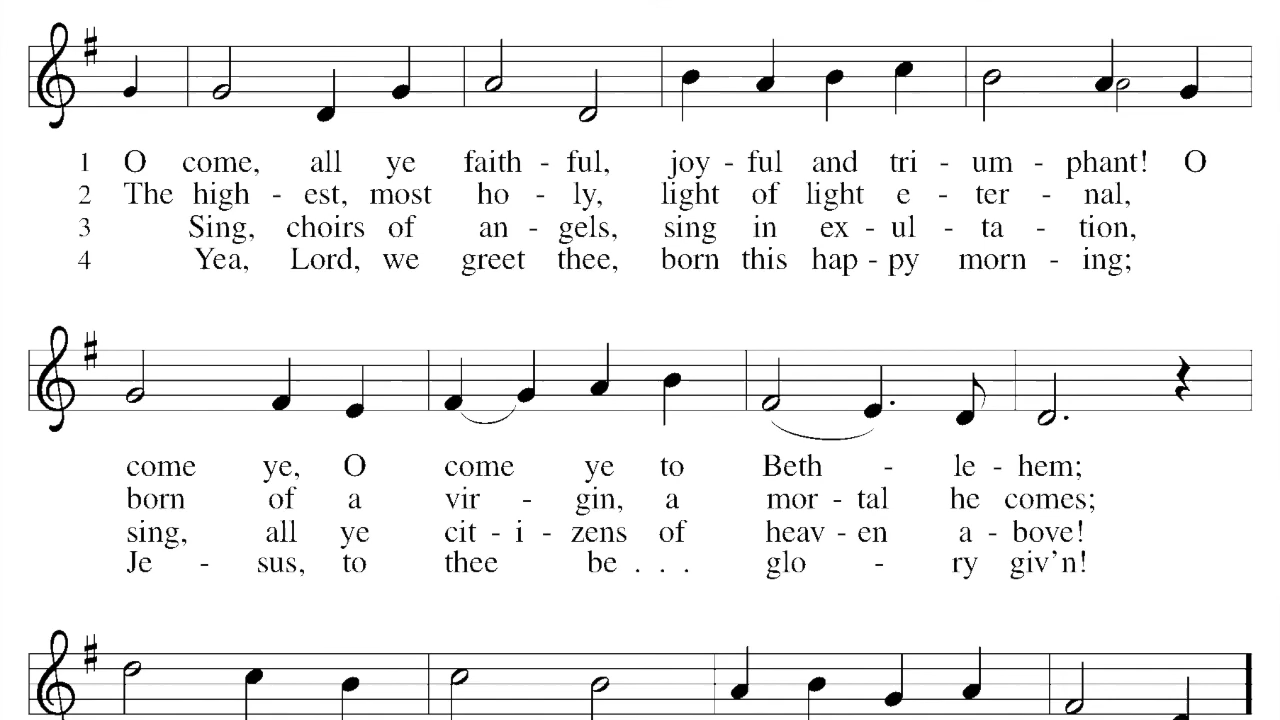 1 O come, all ye faith - ful, joy - ful and tri - um - phant! O
2 The high - est, most ho - ly, light of light e - ter - nal,
3 Sing, choirs of an - gels, sing in ex - ul - ta - tion,
4 Yea, Lord, we greet thee, born this hap - py morn - ing;
come ye, O come ye to Beth - le - hem;
born of a vir - gin, a mor - tal he comes;
sing, all ye cit - i - zens of heav - en a - bove!
Je - sus, to thee be . . . glo - ry giv'n!